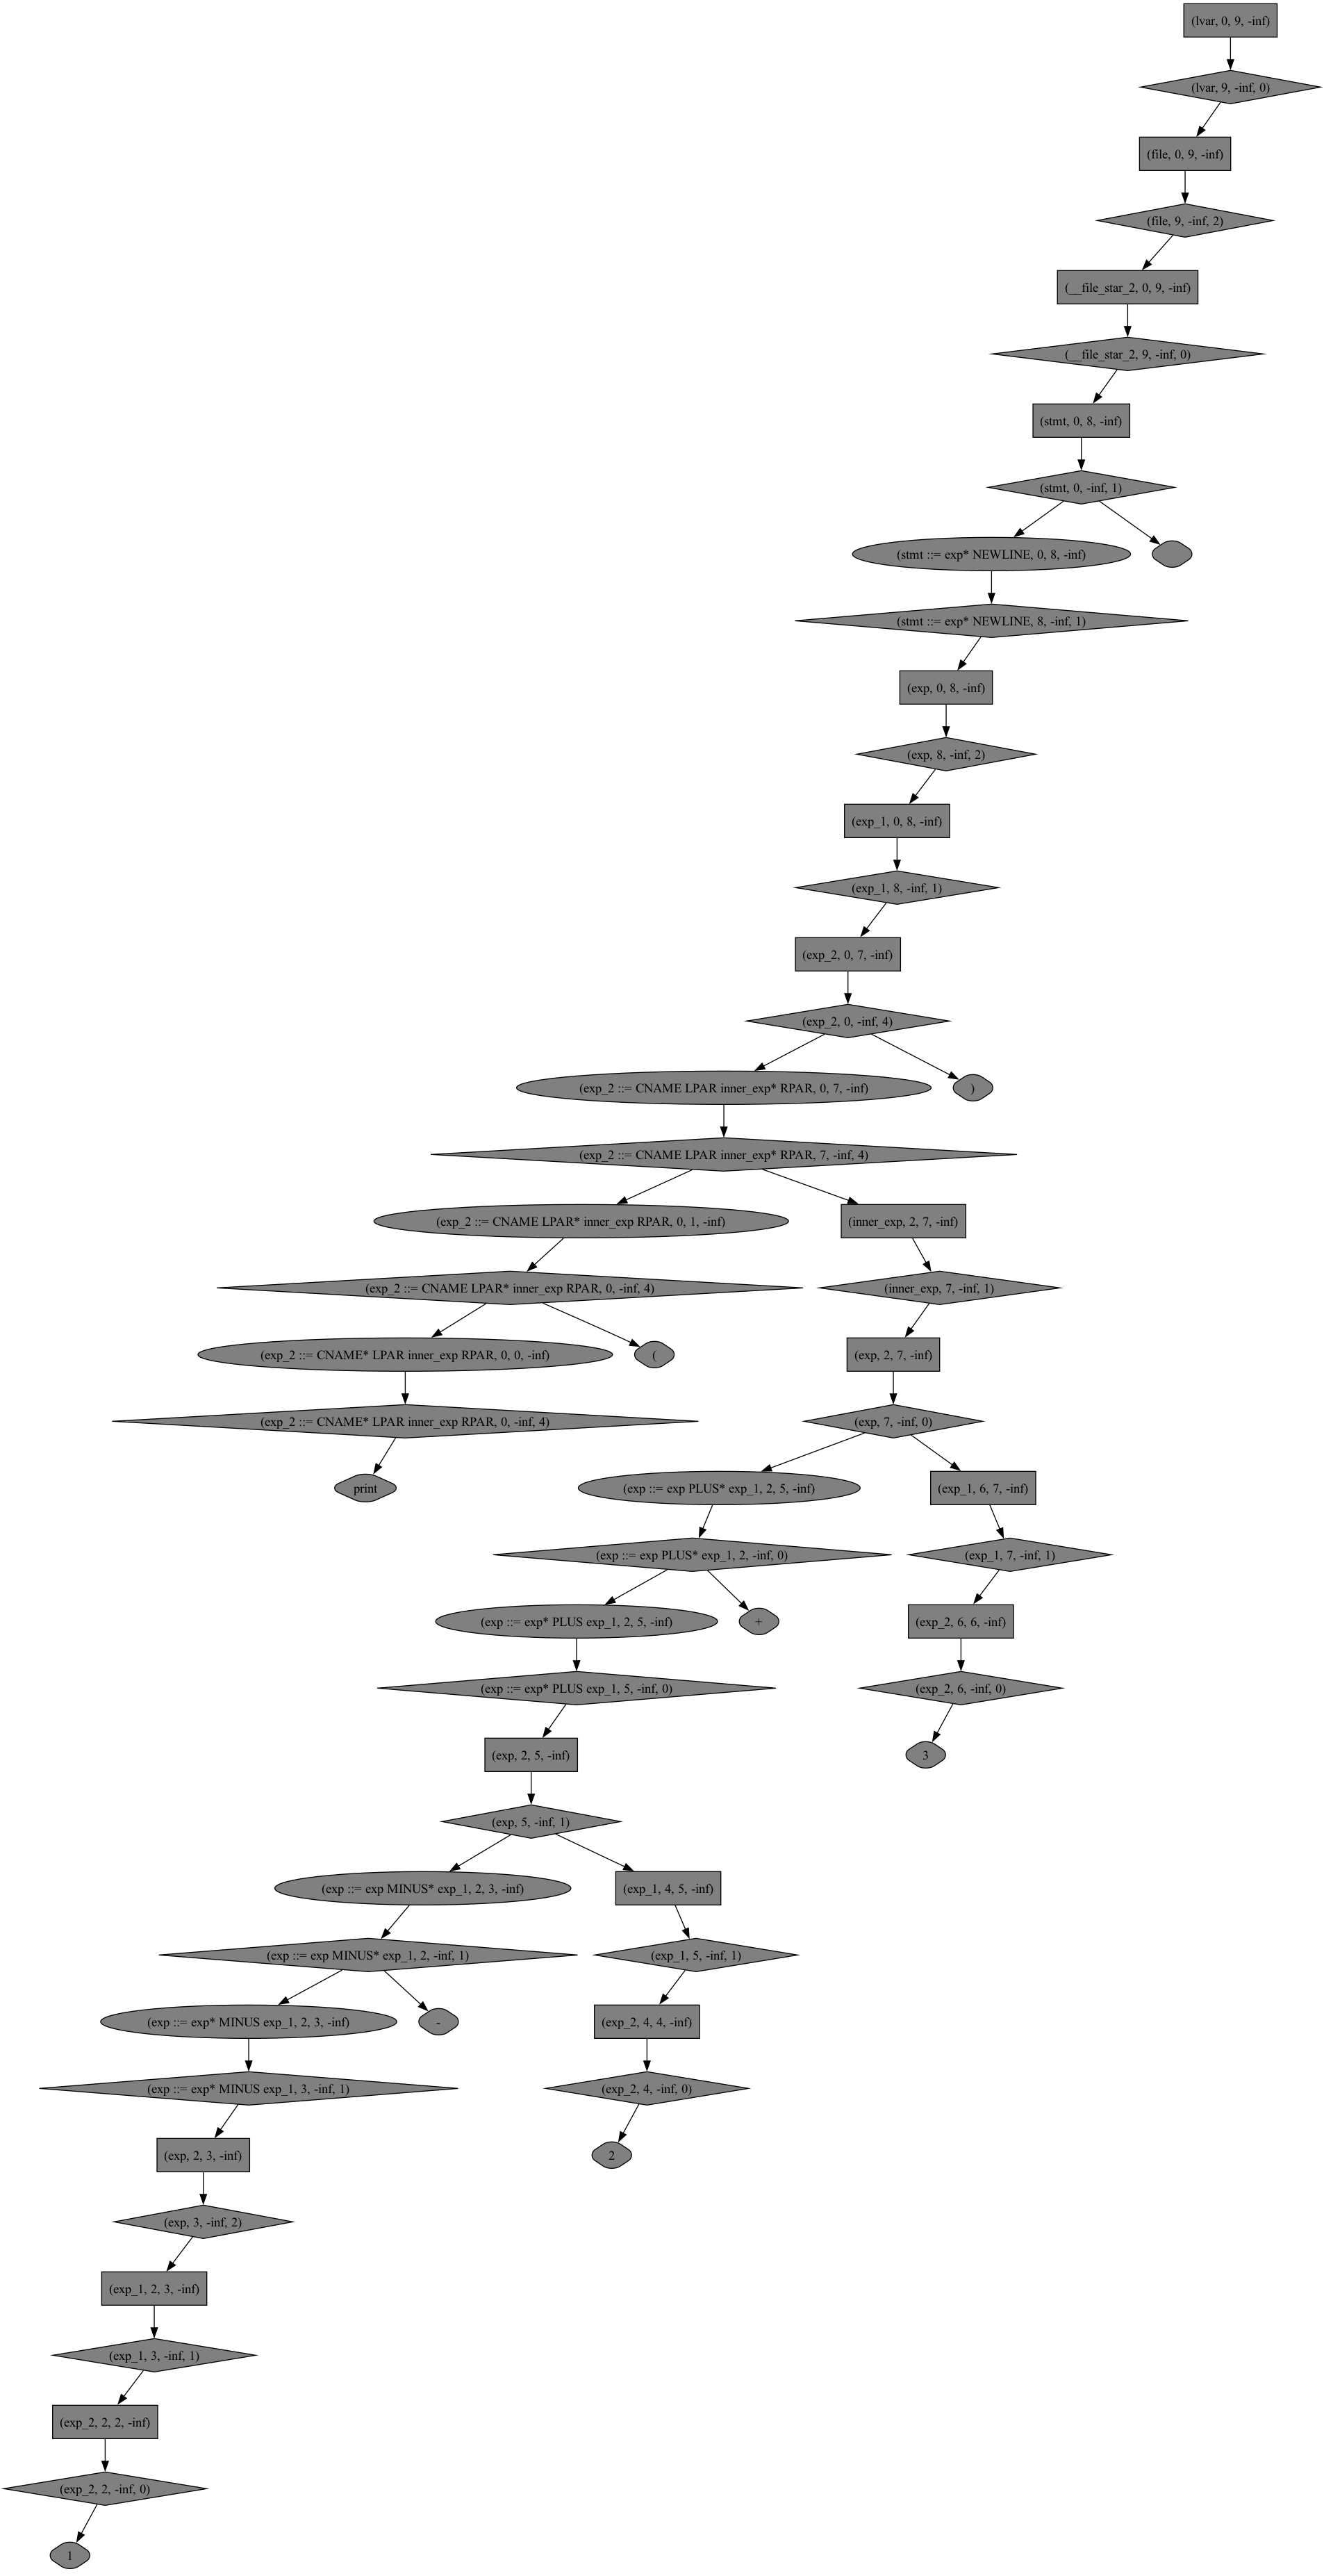 (lvar, 0, 9, -inf)
(lvar, 9, -inf, 0)
(file, 0, 9, -inf)
(file, 9, -inf, 2)
(__file_star_2, 0, 9, -inf)
(__file_star_2, 9, -inf, 0)
(stmt, 0, 8, -inf)
(stmt, 0, -inf, 1)
(stmt ::= exp* NEWLINE, 0, 8, -inf)
(stmt ::= exp* NEWLINE, 8, -inf, 1)
(exp, 0, 8, -inf)
(exp, 8, -inf, 2)
(exp_1, 0, 8, -inf)
(exp_1, 8, -inf, 1)
(exp_2, 0, 7, -inf)
(exp_2, 0, -inf, 4)
(exp_2 ::= CNAME LPAR inner_exp* RPAR, 0, 7, -inf)
)
(exp_2 ::= CNAME LPAR inner_exp* RPAR, 7, -inf, 4)
(exp_2 ::= CNAME LPAR* inner_exp RPAR, 0, 1, -inf)
(inner_exp, 2, 7, -inf)
(exp_2 ::= CNAME LPAR* inner_exp RPAR, 0, -inf, 4)
(inner_exp, 7, -inf, 1)
(exp_2 ::= CNAME* LPAR inner_exp RPAR, 0, 0, -inf)
(
(exp, 2, 7, -inf)
(exp_2 ::= CNAME* LPAR inner_exp RPAR, 0, -inf, 4)
(exp, 7, -inf, 0)
print
(exp ::= exp PLUS* exp_1, 2, 5, -inf)
(exp_1, 6, 7, -inf)
(exp ::= exp PLUS* exp_1, 2, -inf, 0)
(exp_1, 7, -inf, 1)
(exp ::= exp* PLUS exp_1, 2, 5, -inf)
+
(exp_2, 6, 6, -inf)
(exp ::= exp* PLUS exp_1, 5, -inf, 0)
(exp_2, 6, -inf, 0)
(exp, 2, 5, -inf)
3
(exp, 5, -inf, 1)
(exp ::= exp MINUS* exp_1, 2, 3, -inf)
(exp_1, 4, 5, -inf)
(exp ::= exp MINUS* exp_1, 2, -inf, 1)
(exp_1, 5, -inf, 1)
(exp ::= exp* MINUS exp_1, 2, 3, -inf)
-
(exp_2, 4, 4, -inf)
(exp ::= exp* MINUS exp_1, 3, -inf, 1)
(exp_2, 4, -inf, 0)
(exp, 2, 3, -inf)
2
(exp, 3, -inf, 2)
(exp_1, 2, 3, -inf)
(exp_1, 3, -inf, 1)
(exp_2, 2, 2, -inf)
(exp_2, 2, -inf, 0)
1